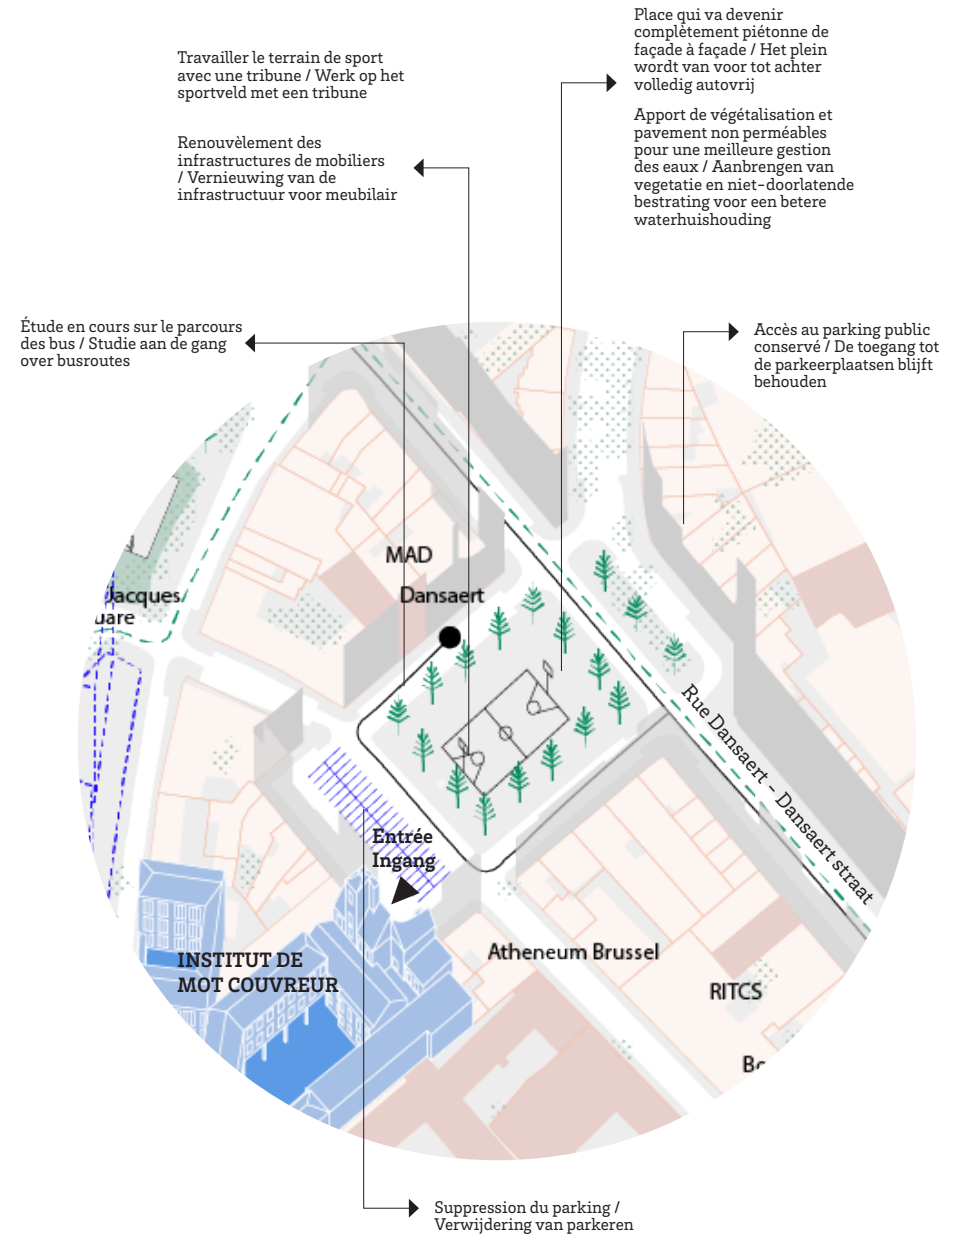 Place qui va devenir
complètement piétonne de
façade à façade / Het plein
wordt van voor tot achter
volledig autovrij
Travailler le terrain de sport
avec une tribune / Werk op het
sportveld met een tribune
Apport de végétalisation et
pavement non perméables
pour une meilleure gestion
des eaux / Aanbrengen van
vegetatie en niet-doorlatende
bestrating voor een betere
waterhuishouding
Renouvèlement des
infrastructures de mobiliers
/ Vernieuwing van de
infrastructuur voor meubilair
Étude en cours sur le parcours
des bus / Studie aan de gang
over busroutes
Accès au parking public
conservé / De toegang tot
de parkeerplaatsen blijft
behouden
MAD
Dansaert
Jacques
uare
Rue Dansaert - Dansaert straat
Entrée
Ingang
INSTITUT DE
MOT COUVREUR
Atheneum Brussel
RITCS
Suppression du parking /
Verwijdering van parkeren